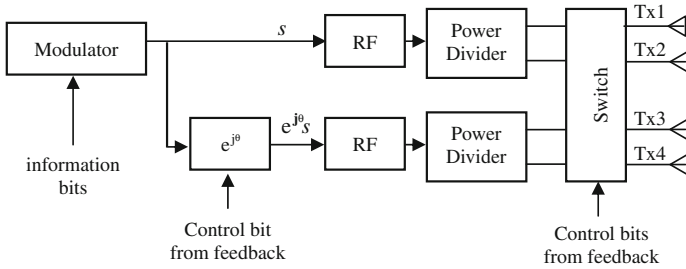 Modulator
s
RF
Power
Divider
Switch
Tx1
Tx2
Tx3
Tx4
e^jθ
e^jθ s
RF
Power
Divider
information
bits
Control bit
from feedback
Control bits
from feedback